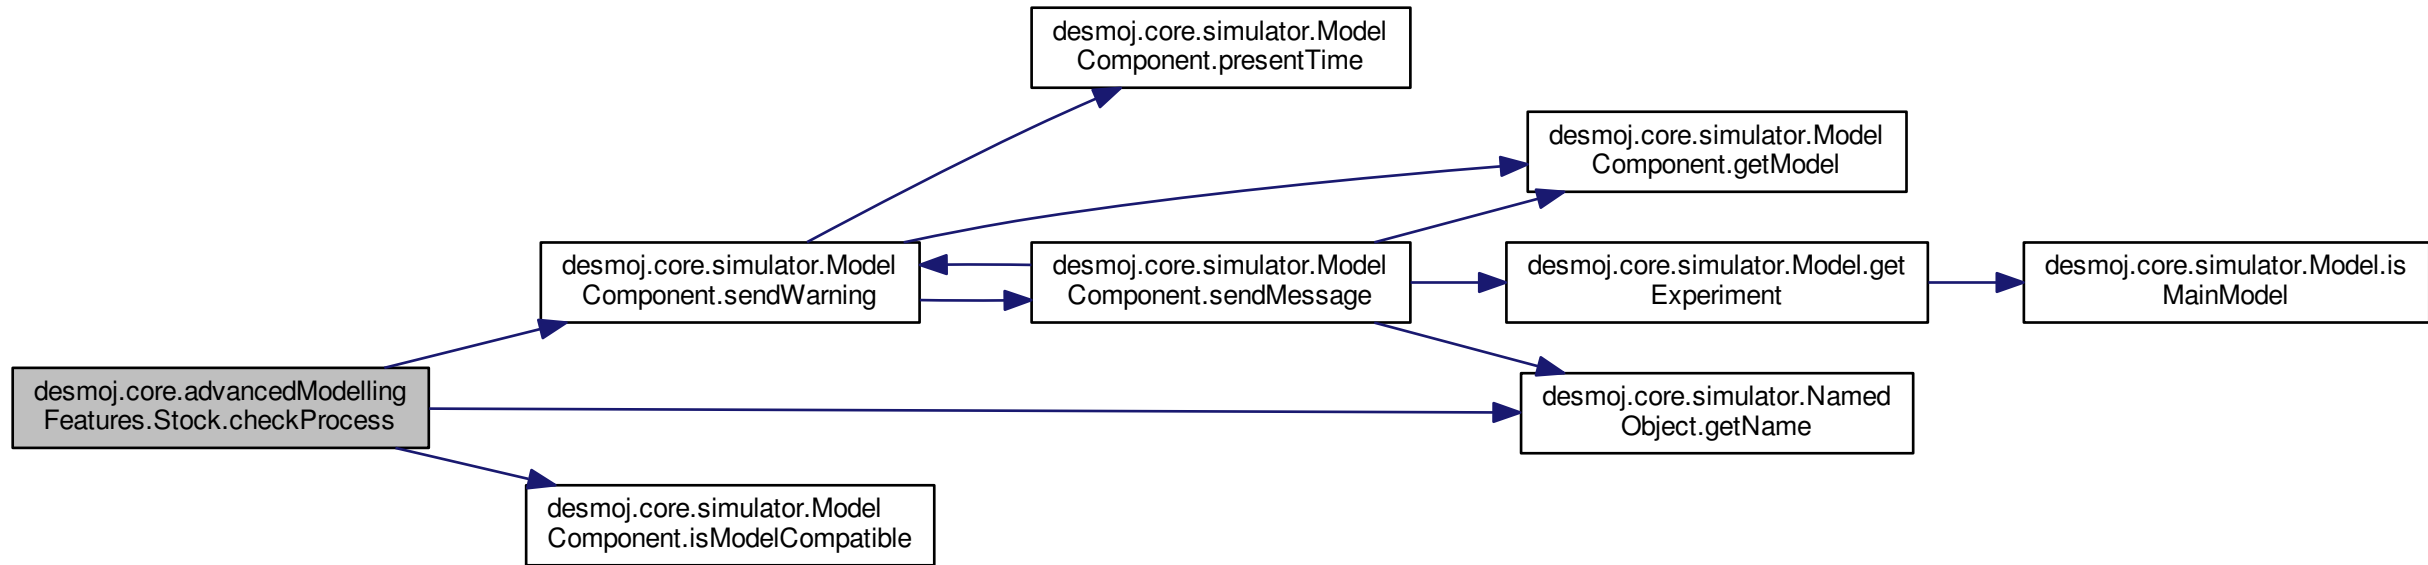 desmoj.core.simulator.Model
Component.presentTime
desmoj.core.simulator.Model
Component.getModel
desmoj.core.simulator.Model
Component.sendWarning
desmoj.core.simulator.Model
Component.sendMessage
desmoj.core.simulator.Model.get
Experiment
desmoj.core.simulator.Model.is
MainModel
desmoj.core.advancedModelling
Features.Stock.checkProcess
desmoj.core.simulator.Named
Object.getName
desmoj.core.simulator.Model
Component.isModelCompatible